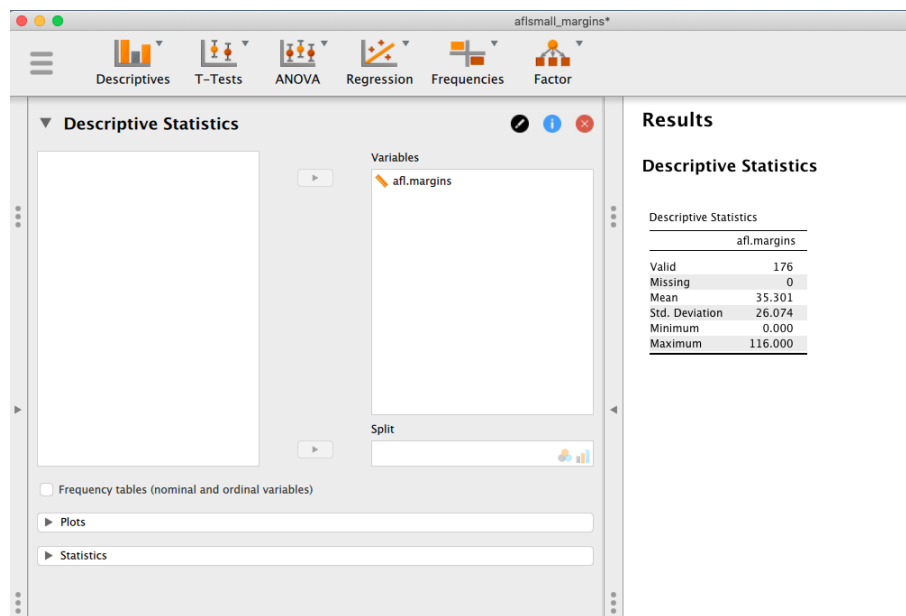 aflsmall_margins*
Descriptives T-Tests ANOVA Regression Frequencies Factor
Descriptive Statistics
Variables
afl.margins
Split
Frequency tables (nominal and ordinal variables)
Plots
Statistics
Results
Descriptive Statistics
Descriptive Statistics
afl.margins
Valid 176
Missing 0
Mean 35.301
Std. Deviation 26.074
Minimum 0.000
Maximum 116.000